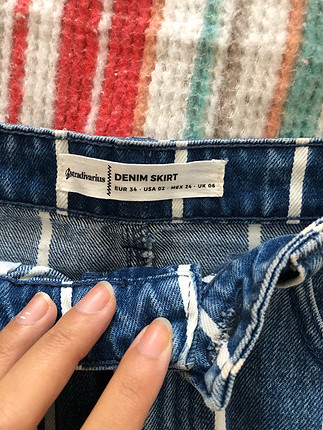 stradivarius
DENIM SKIRT
EUR 34 · USA 02 · MEX 24 · UK 06